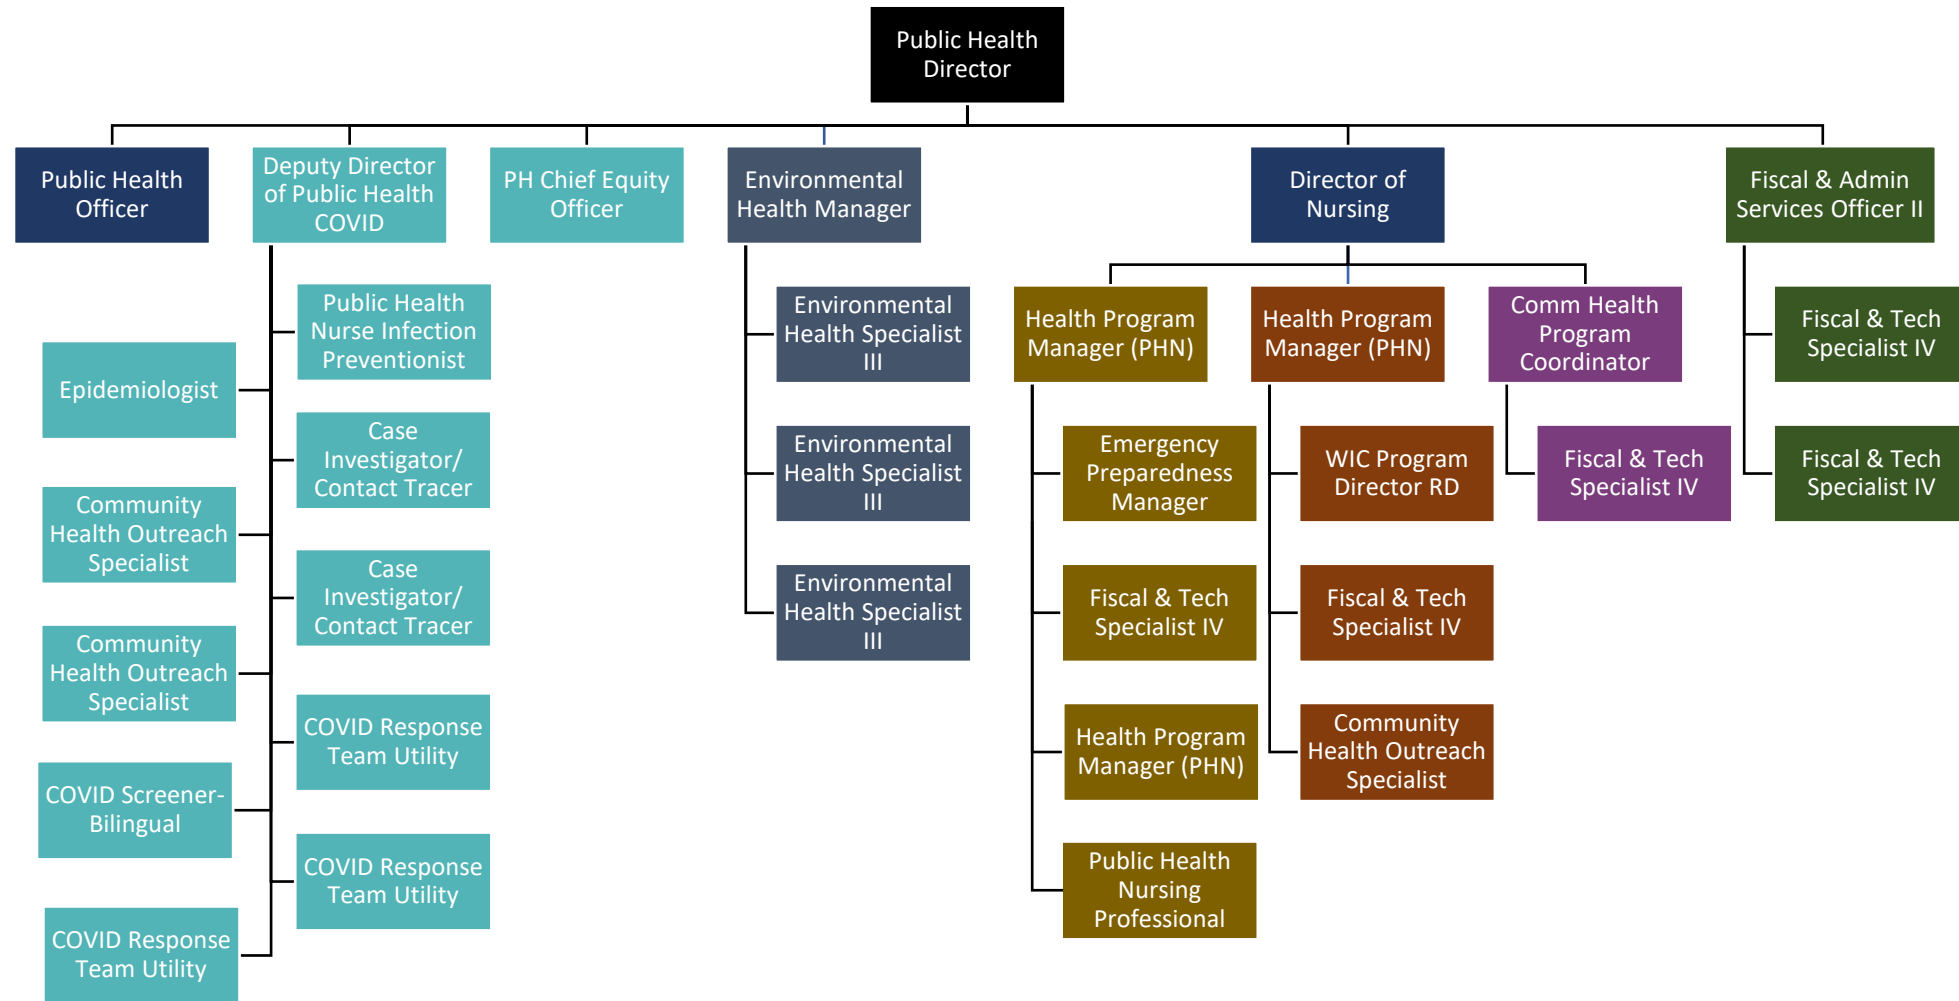 Public Health
Director
Public Health
Officer
Deputy Director
of Public Health
COVID
PH Chief Equity
Officer
Environmental
Health Manager
Director of
Nursing
Fiscal & Admin
Services Officer II
Public Health
Nurse Infection
Preventionist
Epidemiologist
Case
Investigator/
Contact Tracer
Community
Health Outreach
Specialist
Case
Investigator/
Contact Tracer
Community
Health Outreach
Specialist
COVID Response
Team Utility
COVID Screener-
Bilingual
COVID Response
Team Utility
COVID Response
Team Utility
Environmental
Health Specialist
III
Environmental
Health Specialist
III
Environmental
Health Specialist
III
Health Program
Manager (PHN)
Emergency
Preparedness
Manager
Fiscal & Tech
Specialist IV
Health Program
Manager (PHN)
Public Health
Nursing
Professional
Health Program
Manager (PHN)
WIC Program
Director RD
Fiscal & Tech
Specialist IV
Community
Health Outreach
Specialist
Comm Health
Program
Coordinator
Fiscal & Tech
Specialist IV
Fiscal & Tech
Specialist IV
Fiscal & Tech
Specialist IV